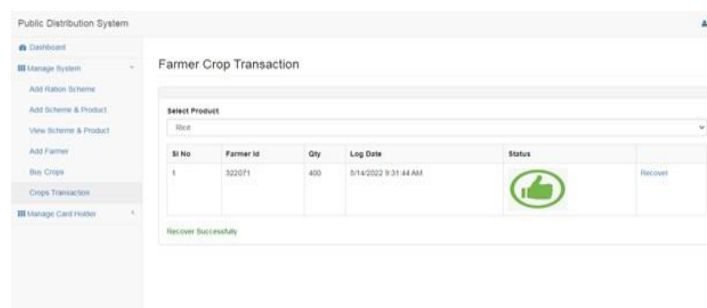 Public Distribution System
Dashboard
Manage System
Farmer Crop Transaction
Add Ration Scheme
Add Scheme & Product
Select Product
Rice
View Scheme & Product
Add Farmer
Sl No Farmer Id Qty Log Date Status
Buy Crops
1 322071 400 5/14/2022 9:31:44 AM Recover
Crops Transaction
Manage Card Holder
Recover Successfully